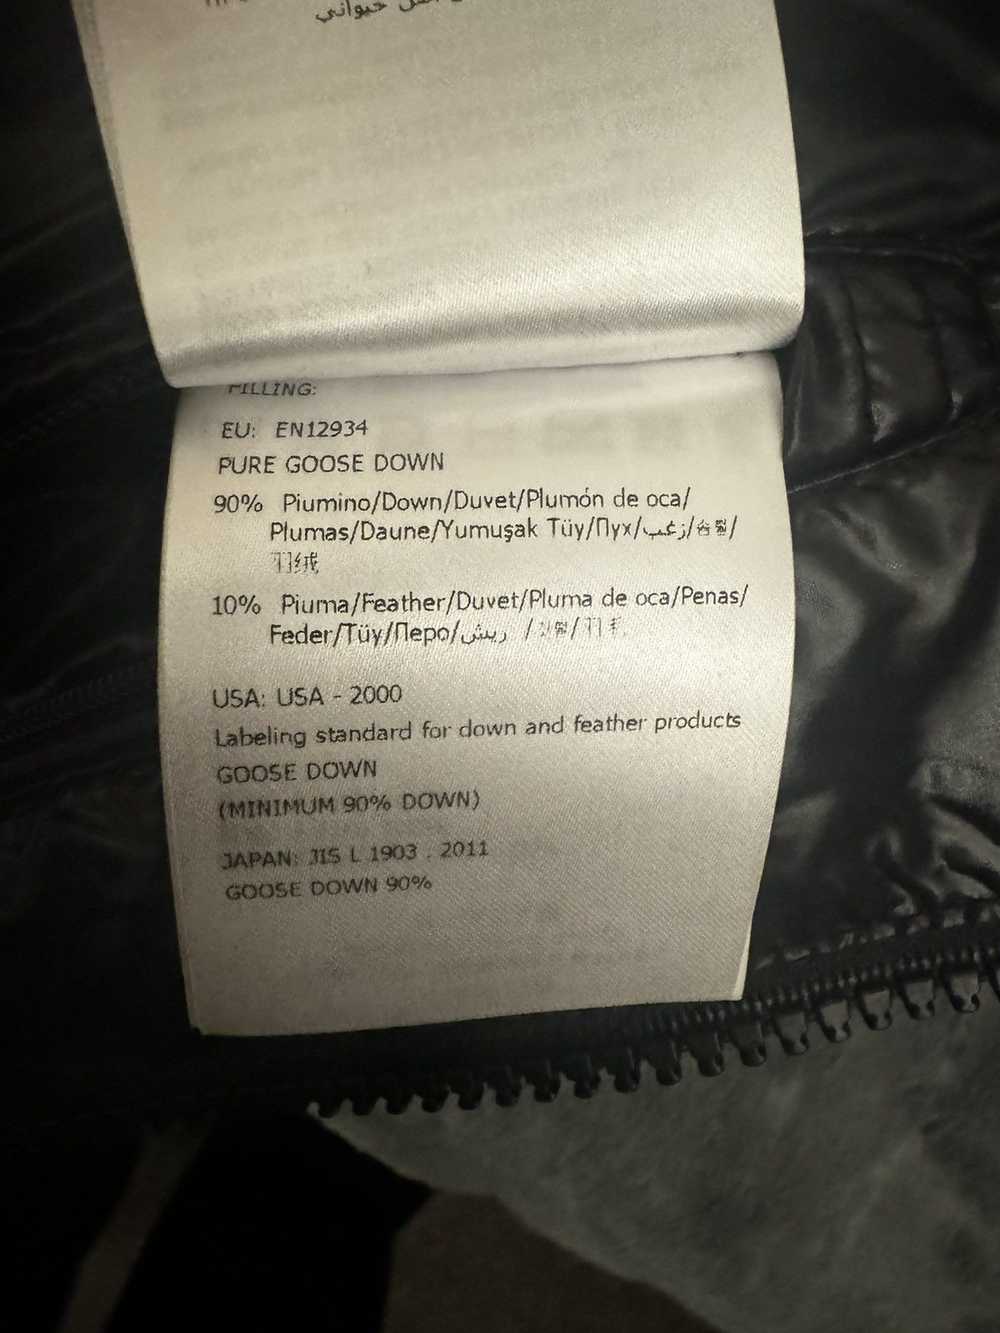 حيواني
FILLING:
EU: EN12934
PURE GOOSE DOWN
90% Piumino/Down/Duvet/Plumón de oca/
Plumas/Daune/Yumuşak Tüy/Пух/زغب/
羽绒
10% Piuma/Feather/Duvet/Pluma de oca/Penas/
Feder/Tüy/Перо/ريش /
USA: USA - 2000
Labeling standard for down and feather products
GOOSE DOWN
(MINIMUM 90% DOWN)
JAPAN: JIS L 1903 . 2011
GOOSE DOWN 90%